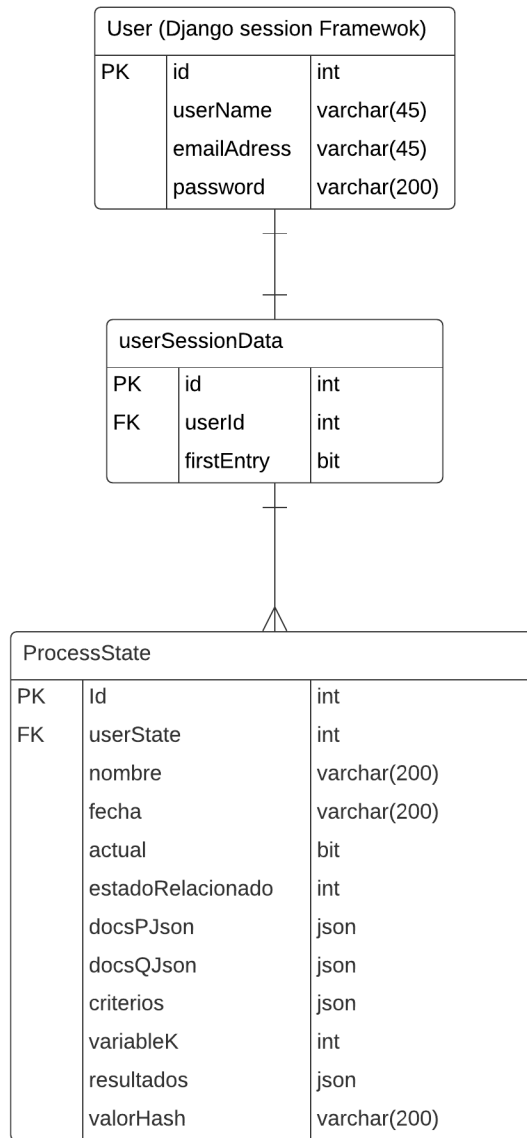 User (Django session Framewok)
PK id int
userName varchar(45)
emailAdress varchar(45)
password varchar(200)
userSessionData
PK id int
FK userId int
firstEntry bit
ProcessState
PK Id int
FK userState int
nombre varchar(200)
fecha varchar(200)
actual bit
estadoRelacionado int
docsPJson json
docsQJson json
criterios json
variableK int
resultados json
valorHash varchar(200)